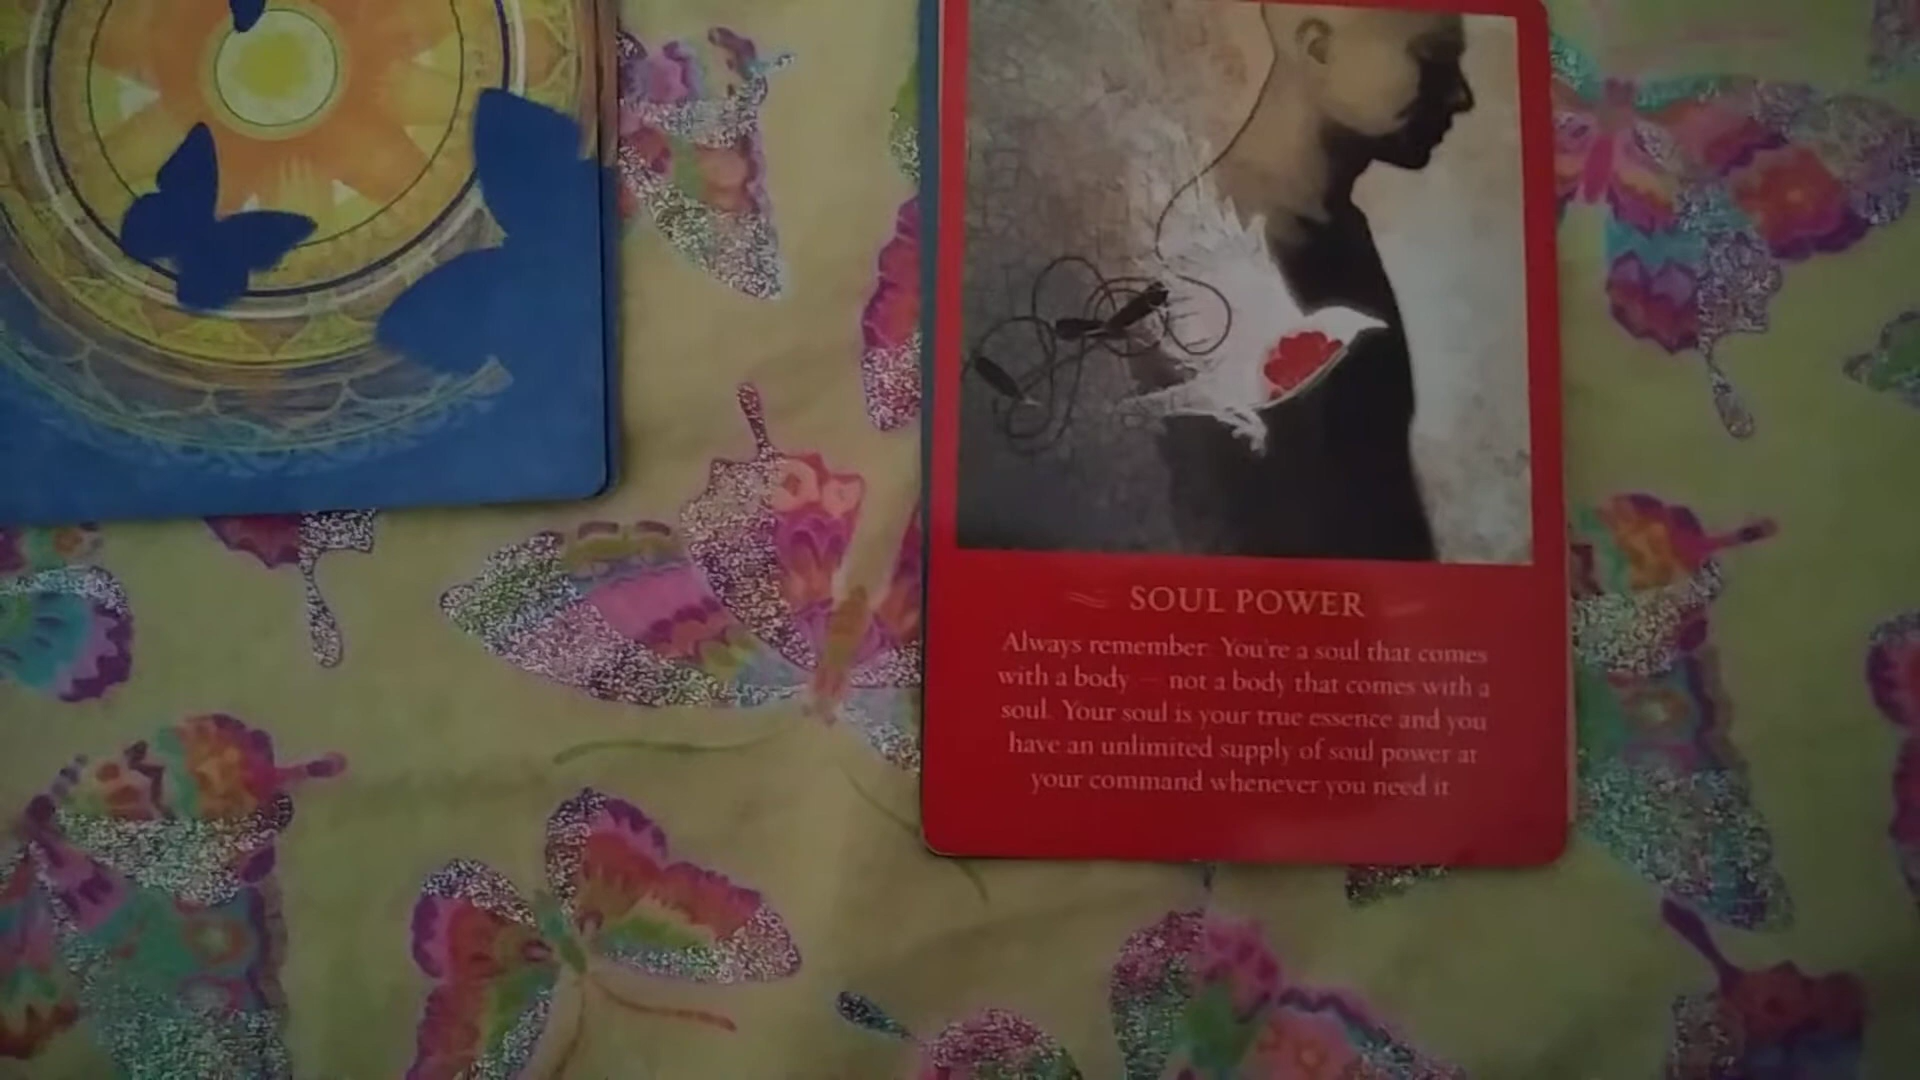 SOUL POWER
Always remember: You're a soul that comes
with a body — not a body that comes with a
soul. Your soul is your true essence and you
have an unlimited supply of soul power at
your command whenever you need it